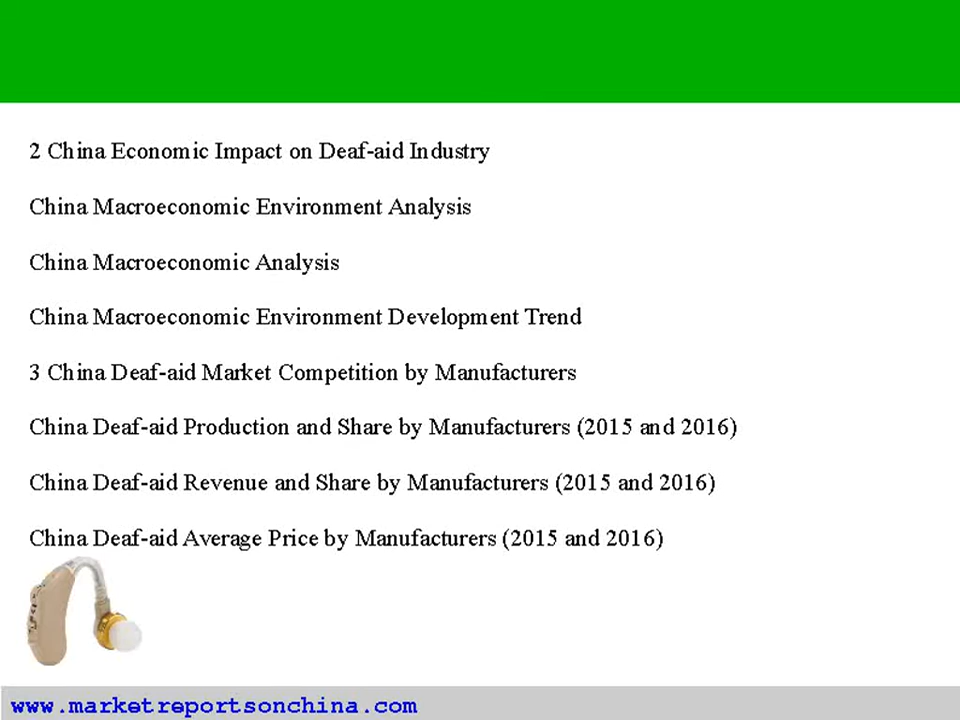 2 China Economic Impact on Deaf-aid Industry
China Macroeconomic Environment Analysis
China Macroeconomic Analysis
China Macroeconomic Environment Development Trend
3 China Deaf-aid Market Competition by Manufacturers
China Deaf-aid Production and Share by Manufacturers (2015 and 2016)
China Deaf-aid Revenue and Share by Manufacturers (2015 and 2016)
China Deaf-aid Average Price by Manufacturers (2015 and 2016)
www.marketreportsonchina.com